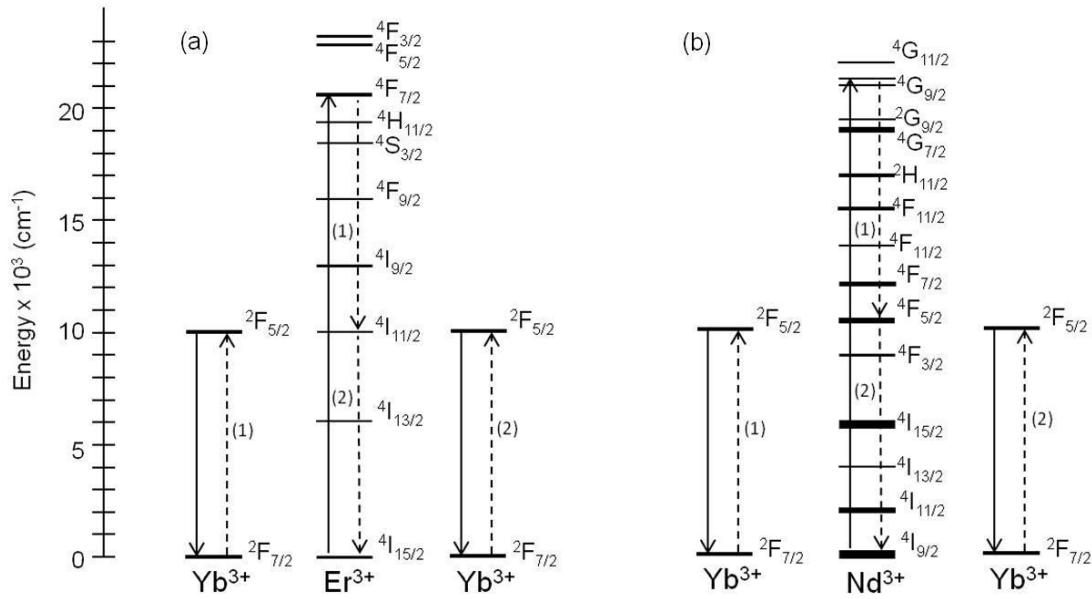 Energy x 10³ (cm⁻¹)
20
15
10
5
0
(a)
⁴F₃/₂
⁴F₅/₂
⁴F₇/₂
⁴H₁₁/₂
⁴S₃/₂
⁴F₉/₂
(1)
⁴I₉/₂
²F₅/₂
⁴I₁₁/₂
²F₅/₂
(1)
(2)
⁴I₁₃/₂
(2)
²F₇/₂
⁴I₁₅/₂
²F₇/₂
Yb³⁺
Er³⁺
Yb³⁺
(b)
⁴G₁₁/₂
⁴G₉/₂
²G₉/₂
⁴G₇/₂
²H₁₁/₂
⁴F₁₁/₂
(1)
⁴F₁₁/₂
⁴F₇/₂
²F₅/₂
⁴F₅/₂
²F₅/₂
⁴F₃/₂
(1)
(2)
⁴I₁₅/₂
(2)
⁴I₁₃/₂
⁴I₁₁/₂
²F₇/₂
⁴I₉/₂
²F₇/₂
Yb³⁺
Nd³⁺
Yb³⁺